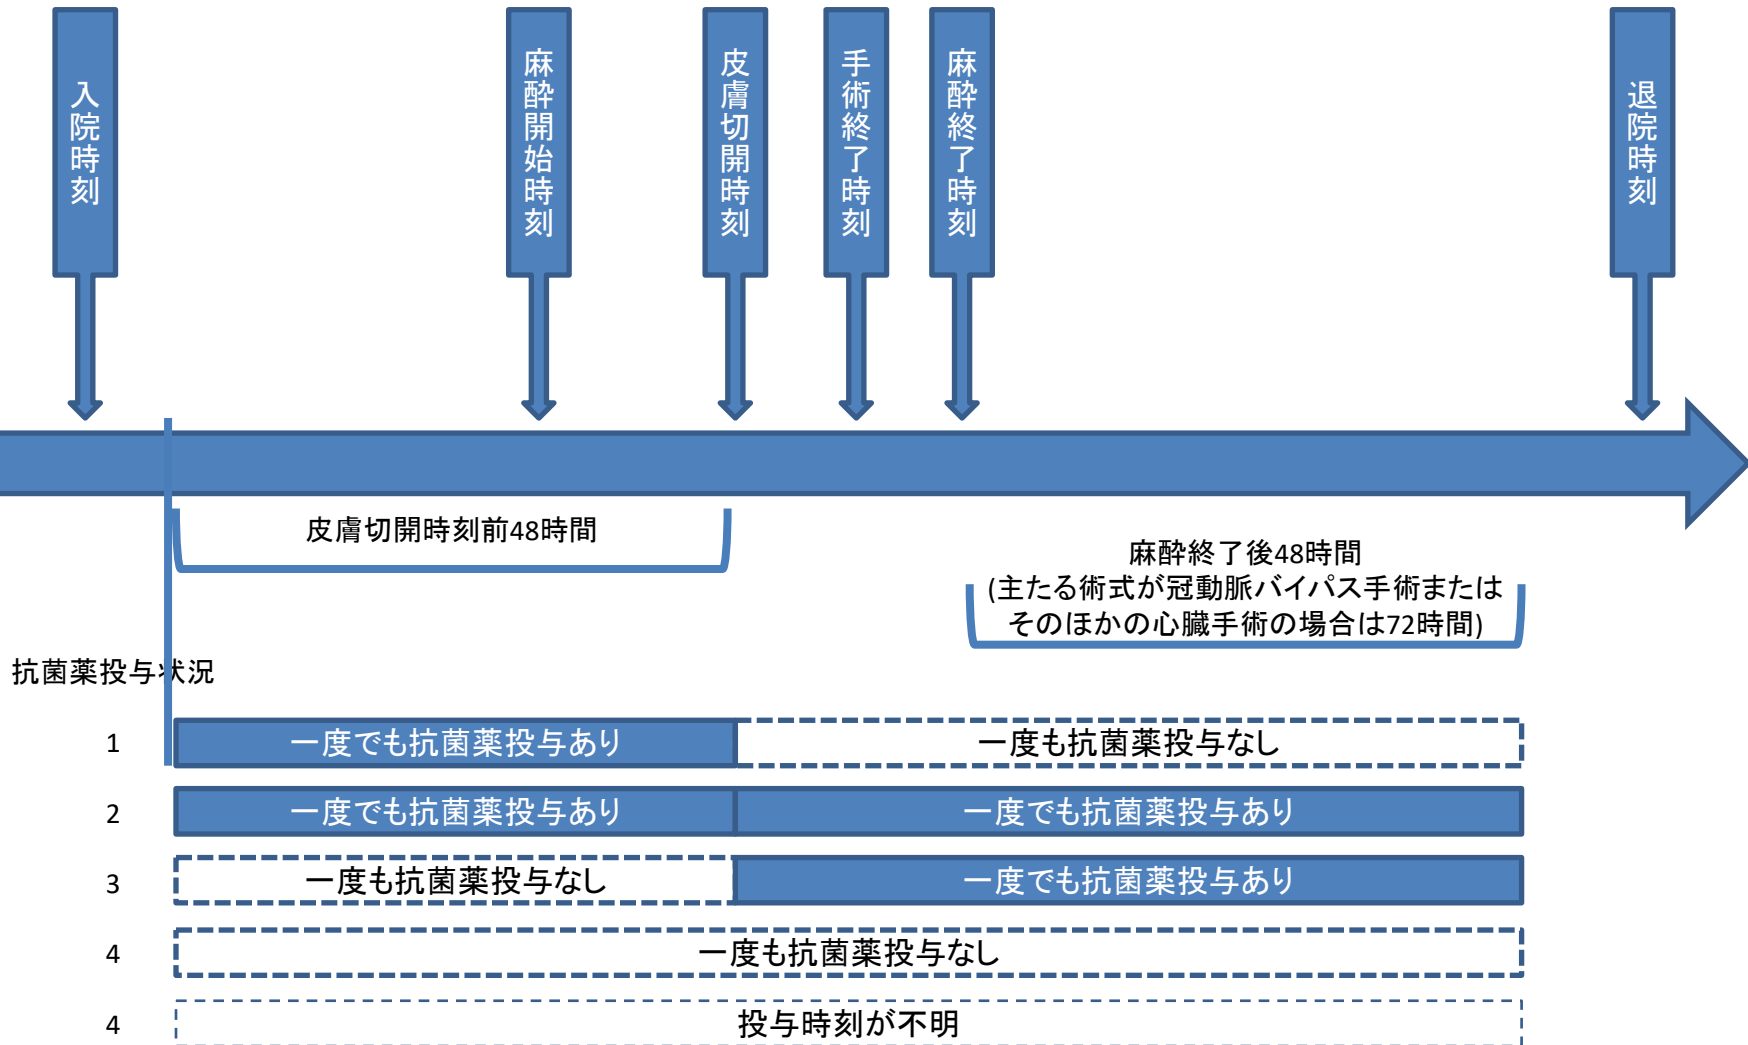 入院時刻
麻酔開始時刻
皮膚切開時刻
手術終了時刻
麻酔終了時刻
退院時刻
皮膚切開時刻前48時間
麻酔終了後48時間
(主たる術式が冠動脈バイパス手術または
そのほかの心臓手術の場合は72時間)
抗菌薬投与状況
1 一度でも抗菌薬投与あり 一度も抗菌薬投与なし
2 一度でも抗菌薬投与あり 一度でも抗菌薬投与あり
3 一度も抗菌薬投与なし 一度でも抗菌薬投与あり
4 一度も抗菌薬投与なし
4 投与時刻が不明